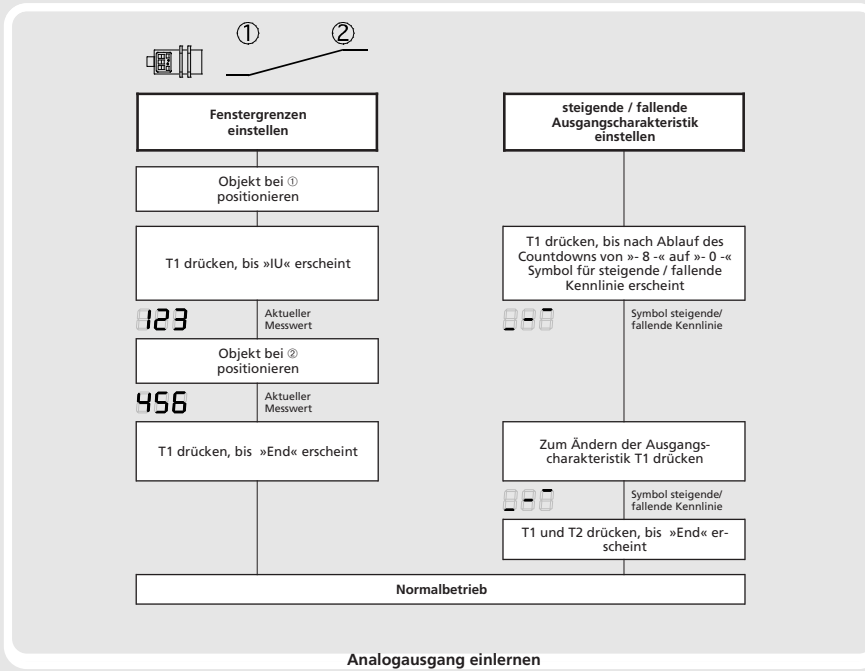 ① ②
Fenstergrenzen
einstellen
Objekt bei ①
positionieren
T1 drücken, bis »IU« erscheint
123
Aktueller
Messwert
Objekt bei ②
positionieren
456
Aktueller
Messwert
T1 drücken, bis »End« erscheint
steigende / fallende
Ausgangscharakteristik
einstellen
T1 drücken, bis nach Ablauf des
Countdowns von »- 8 -« auf »- 0 -«
Symbol für steigende / fallende
Kennlinie erscheint
Symbol steigende/
fallende Kennlinie
Zum Ändern der Ausgangs-
charakteristik T1 drücken
Symbol steigende/
fallende Kennlinie
T1 und T2 drücken, bis »End« er-
scheint
Normalbetrieb
Analogausgang einlernen